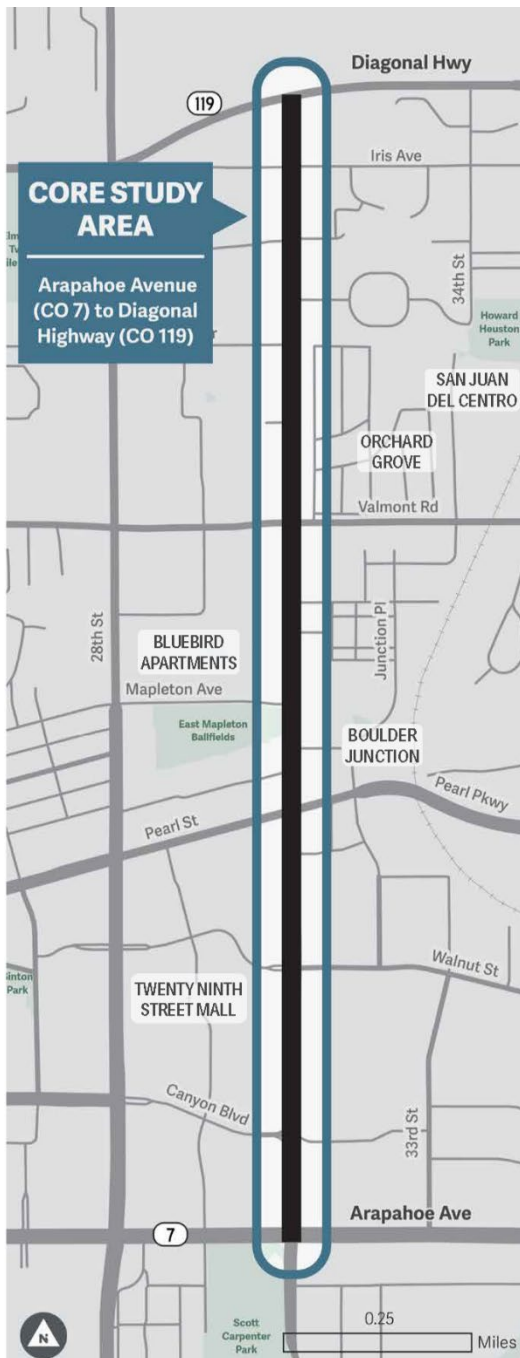 Diagonal Hwy
119
Iris Ave
CORE STUDY
AREA
Arapahoe Avenue
(CO 7) to Diagonal
Highway (CO 119)
34th St
Howard
Heuston
Park
SAN JUAN
DEL CENTRO
ORCHARD
GROVE
Valmont Rd
28th St
Junction Pl
BLUEBIRD
APARTMENTS
Mapleton Ave
East Mapleton
Ballfields
BOULDER
JUNCTION
Pearl Pkwy
Pearl St
Walnut St
Park
TWENTY NINTH
STREET MALL
Canyon Blvd
33rd St
Arapahoe Ave
7
Scott
Carpenter
Park
0.25
Miles
N